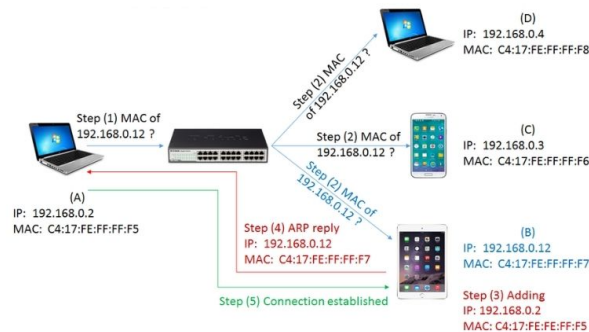 (D)
IP: 192.168.0.4
MAC: C4:17:FE:FF:FF:F8
Step (2) MAC
of 192.168.0.12 ?
Step (1) MAC of
192.168.0.12 ?
Step (2) MAC of
192.168.0.12 ?
(C)
IP: 192.168.0.3
MAC: C4:17:FE:FF:FF:F6
Step (2) MAC of
192.168.0.12 ?
(A)
IP: 192.168.0.2
MAC: C4:17:FE:FF:FF:F5
Step (4) ARP reply
IP: 192.168.0.12
MAC: C4:17:FE:FF:FF:F7
(B)
IP: 192.168.0.12
MAC: C4:17:FE:FF:FF:F7
Step (5) Connection established
Step (3) Adding
IP: 192.168.0.2
MAC: C4:17:FE:FE:FF:F5